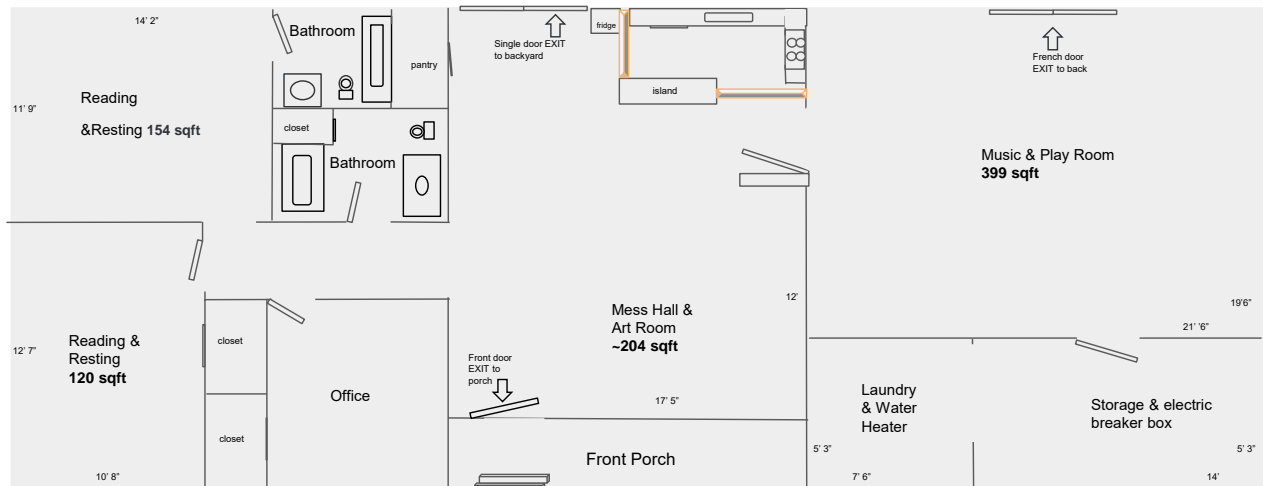 14' 2"
Bathroom
fridge
Single door EXIT
to backyard
French door
EXIT to back
pantry
island
11' 9"
Reading
&Resting 154 sqft
closet
Bathroom
Music & Play Room
399 sqft
12'
19'6"
Mess Hall &
Art Room
~204 sqft
21' '6"
12' 7"
Reading &
Resting
120 sqft
closet
Front door
EXIT to
porch
Office
17' 5"
Laundry
& Water
Heater
Storage & electric
breaker box
closet
Front Porch
5' 3"
5' 3"
10' 8"
7' 6"
14'